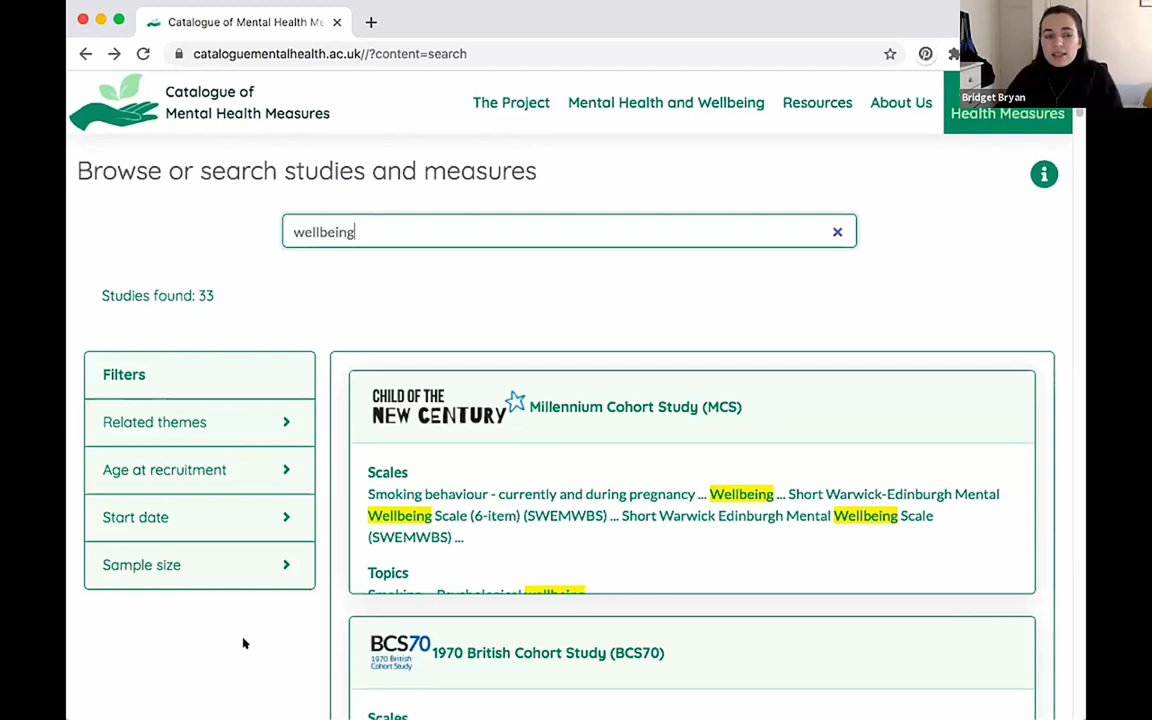 Catalogue of Mental Health Me
cataloguementalhealth.ac.uk//?content=search
Bridget Bryan
Catalogue of
Mental Health Measures
The Project
Mental Health and Wellbeing
Resources
About Us
Health Measures
Browse or search studies and measures
wellbeing
Studies found: 33
Filters
Related themes
Age at recruitment
Start date
Sample size
CHILD OF THE
NEW CENTURY
Millennium Cohort Study (MCS)
Scales
Smoking behaviour - currently and during pregnancy ... Wellbeing ... Short Warwick-Edinburgh Mental
Wellbeing Scale (6-item) (SWEMWBS) ... Short Warwick Edinburgh Mental Wellbeing Scale
(SWEMWBS) ...
Topics
Smoking ... Psychological wellbeing
BCS70
1970 British
Cohort Study
1970 British Cohort Study (BCS70)
Scales